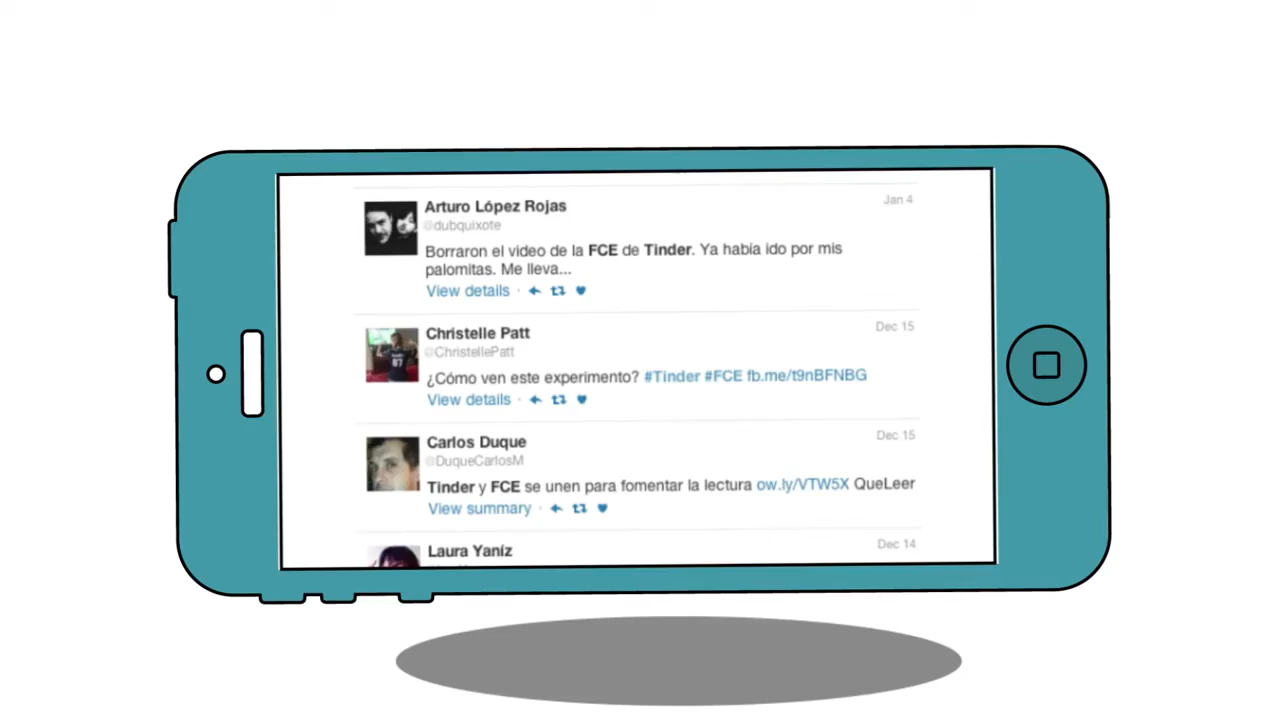 Arturo López Rojas
Jan 4
@dubquixote
Borraron el video de la FCE de Tinder. Ya había ido por mis
palomitas. Me lleva...
View details ·
Christelle Patt
Dec 15
@ChristellePatt
¿Cómo ven este experimento? #Tinder #FCE fb.me/t9nBFNBG
View details ·
Carlos Duque
Dec 15
@DuqueCarlosM
Tinder y FCE se unen para fomentar la lectura ow.ly/VTW5X QueLeer
View summary ·
Laura Yaníz
Dec 14